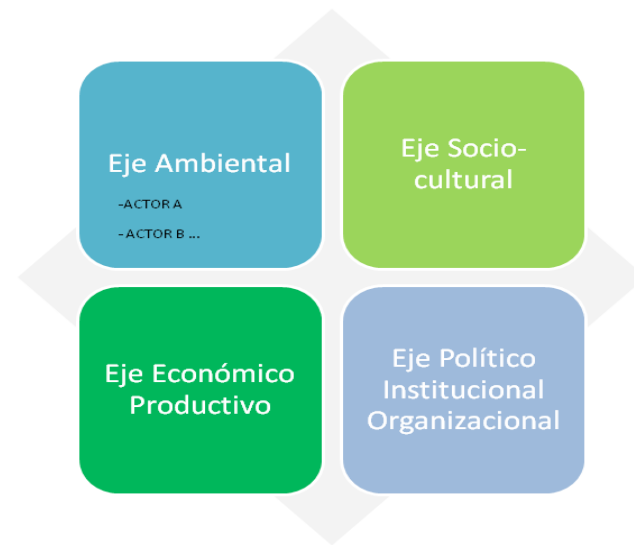 Eje Ambiental
-ACTOR A
- ACTOR B ...
Eje Socio-
cultural
Eje Económico
Productivo
Eje Político
Institucional
Organizacional